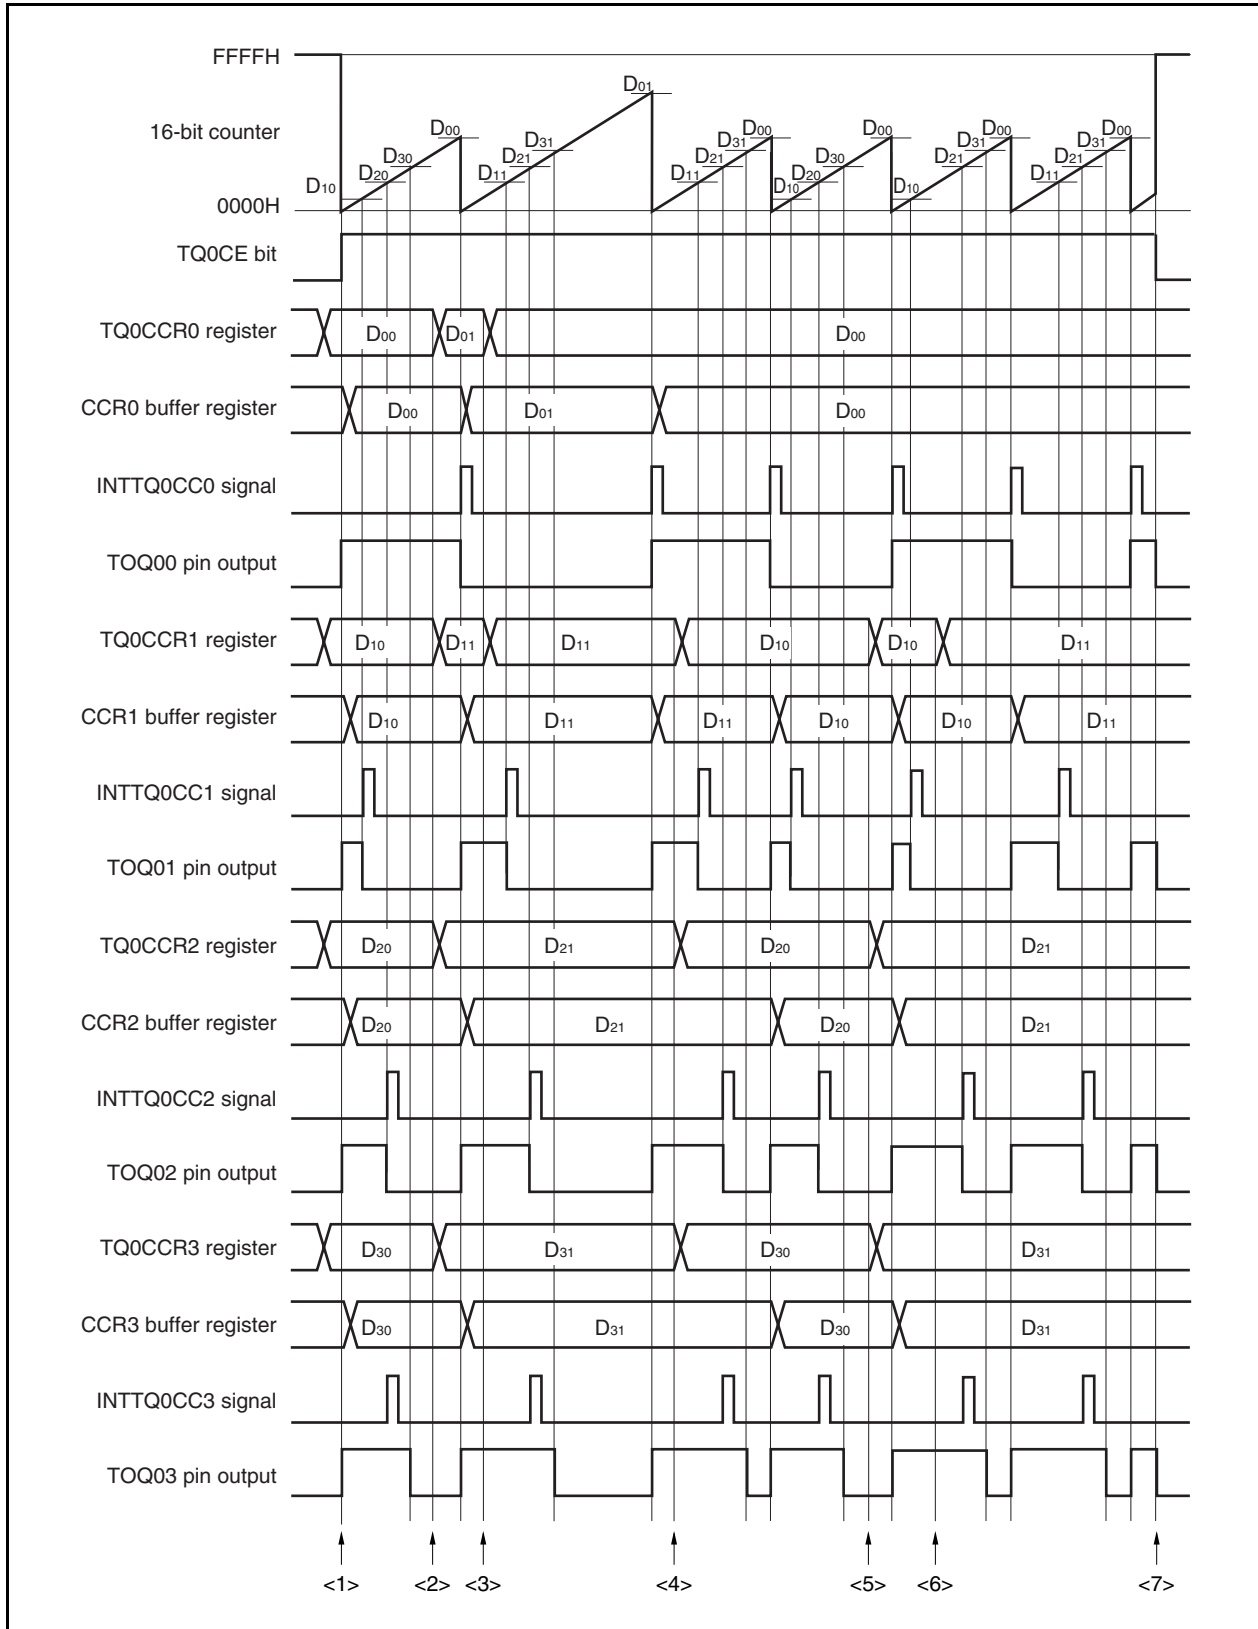 FFFFH
D01
16-bit counter
D00 D31 D00 D00 D31 D00 D31 D00
D30 D31 D21 D30 D21 D21
D20 D21 D11 D20 D11
D10 D11 D10 D10
0000H
TQ0CE bit
TQ0CCR0 register D00 D01 D00
CCR0 buffer register D00 D01 D00
INTTQ0CC0 signal
TOQ00 pin output
TQ0CCR1 register D10 D11 D11 D10 D10 D11
CCR1 buffer register D10 D11 D11 D10 D10 D11
INTTQ0CC1 signal
TOQ01 pin output
TQ0CCR2 register D20 D21 D20 D21
CCR2 buffer register D20 D21 D20 D21
INTTQ0CC2 signal
TOQ02 pin output
TQ0CCR3 register D30 D31 D30 D31
CCR3 buffer register D30 D31 D30 D31
INTTQ0CC3 signal
TOQ03 pin output
<1> <2> <3> <4> <5> <6> <7>